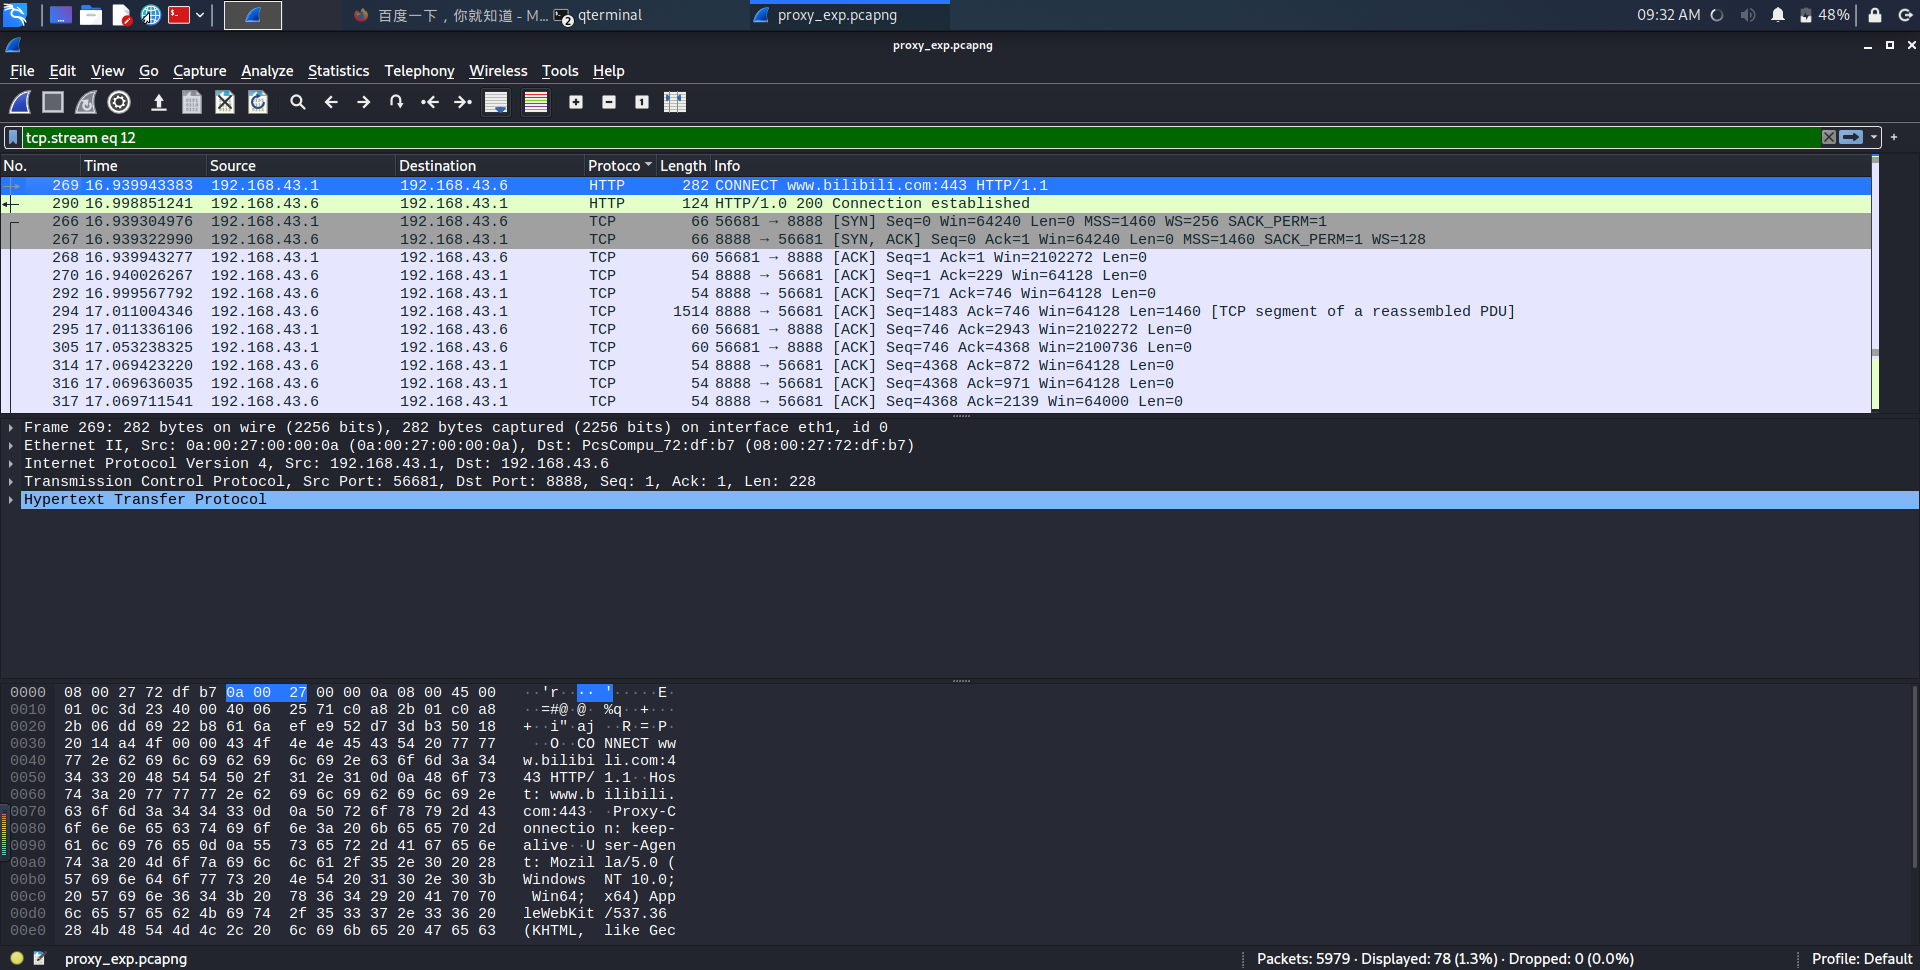 百度一下，你就知道 - M...
2
qterminal
proxy_exp.pcapng
09:32 AM
48%
proxy_exp.pcapng
File Edit View Go Capture Analyze Statistics Telephony Wireless Tools Help
tcp.stream eq 12
No. Time Source Destination Protoco Length Info
269 16.939943383 192.168.43.1 192.168.43.6 HTTP 282 CONNECT www.bilibili.com:443 HTTP/1.1
290 16.998851241 192.168.43.6 192.168.43.1 HTTP 124 HTTP/1.0 200 Connection established
266 16.939304976 192.168.43.1 192.168.43.6 TCP 66 56681 → 8888 [SYN] Seq=0 Win=64240 Len=0 MSS=1460 WS=256 SACK_PERM=1
267 16.939322990 192.168.43.6 192.168.43.1 TCP 66 8888 → 56681 [SYN, ACK] Seq=0 Ack=1 Win=64240 Len=0 MSS=1460 SACK_PERM=1 WS=128
268 16.939943277 192.168.43.1 192.168.43.6 TCP 60 56681 → 8888 [ACK] Seq=1 Ack=1 Win=2102272 Len=0
270 16.940026267 192.168.43.6 192.168.43.1 TCP 54 8888 → 56681 [ACK] Seq=1 Ack=229 Win=64128 Len=0
292 16.999567792 192.168.43.6 192.168.43.1 TCP 54 8888 → 56681 [ACK] Seq=71 Ack=746 Win=64128 Len=0
294 17.011004346 192.168.43.6 192.168.43.1 TCP 1514 8888 → 56681 [ACK] Seq=1483 Ack=746 Win=64128 Len=1460 [TCP segment of a reassembled PDU]
295 17.011336106 192.168.43.1 192.168.43.6 TCP 60 56681 → 8888 [ACK] Seq=746 Ack=2943 Win=2102272 Len=0
305 17.053238325 192.168.43.1 192.168.43.6 TCP 60 56681 → 8888 [ACK] Seq=746 Ack=4368 Win=2100736 Len=0
314 17.069423220 192.168.43.6 192.168.43.1 TCP 54 8888 → 56681 [ACK] Seq=4368 Ack=872 Win=64128 Len=0
316 17.069636035 192.168.43.6 192.168.43.1 TCP 54 8888 → 56681 [ACK] Seq=4368 Ack=971 Win=64128 Len=0
317 17.069711541 192.168.43.6 192.168.43.1 TCP 54 8888 → 56681 [ACK] Seq=4368 Ack=2139 Win=64000 Len=0
Frame 269: 282 bytes on wire (2256 bits), 282 bytes captured (2256 bits) on interface eth1, id 0
Ethernet II, Src: 0a:00:27:00:00:0a (0a:00:27:00:00:0a), Dst: PcsCompu_72:df:b7 (08:00:27:72:df:b7)
Internet Protocol Version 4, Src: 192.168.43.1, Dst: 192.168.43.6
Transmission Control Protocol, Src Port: 56681, Dst Port: 8888, Seq: 1, Ack: 1, Len: 228
Hypertext Transfer Protocol
0000 08 00 27 72 df b7 0a 00 27 00 00 0a 08 00 45 00 ··'r···· '·····E·
0010 01 0c 3d 23 40 00 40 06 25 71 c0 a8 2b 01 c0 a8 ··=#@·@· %q··+···
0020 2b 06 dd 69 22 b8 61 6a ef e9 52 d7 3d b3 50 18 +··i"·aj ··R·=·P·
0030 20 14 a4 4f 00 00 43 4f 4e 4e 45 43 54 20 77 77 ··O··CO NNECT ww
0040 77 2e 62 69 6c 69 62 69 6c 69 2e 63 6f 6d 3a 34 w.bilibi li.com:4
0050 34 33 20 48 54 54 50 2f 31 2e 31 0d 0a 48 6f 73 43 HTTP/ 1.1··Hos
0060 74 3a 20 77 77 77 2e 62 69 6c 69 62 69 6c 69 2e t: www.b ilibili.
0070 63 6f 6d 3a 34 34 33 0d 0a 50 72 6f 78 79 2d 43 com:443· ·Proxy-C
0080 6f 6e 6e 65 63 74 69 6f 6e 3a 20 6b 65 65 70 2d onnectio n: keep-
0090 61 6c 69 76 65 0d 0a 55 73 65 72 2d 41 67 65 6e alive··U ser-Agen
00a0 74 3a 20 4d 6f 7a 69 6c 6c 61 2f 35 2e 30 20 28 t: Mozil la/5.0 (
00b0 57 69 6e 64 6f 77 73 20 4e 54 20 31 30 2e 30 3b Windows NT 10.0;
00c0 20 57 69 6e 36 34 3b 20 78 36 34 29 20 41 70 70 Win64; x64) App
00d0 6c 65 57 65 62 4b 69 74 2f 35 33 37 2e 33 36 20 leWebKit /537.36
00e0 28 4b 48 54 4d 4c 2c 20 6c 69 6b 65 20 47 65 63 (KHTML, like Gec
proxy_exp.pcapng
Packets: 5979 · Displayed: 78 (1.3%) · Dropped: 0 (0.0%)
Profile: Default